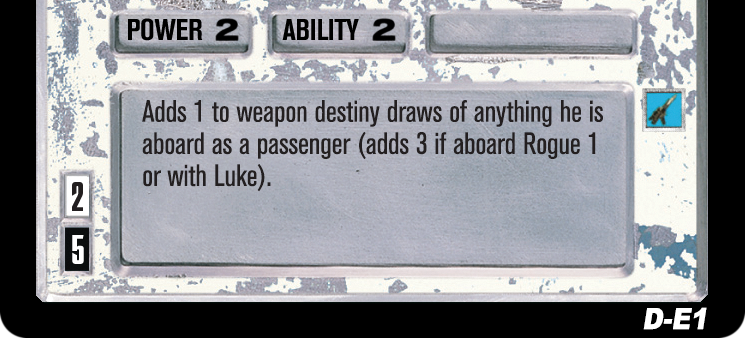 POWER 2 ABILITY 2
Adds 1 to weapon destiny draws of anything he is
aboard as a passenger (adds 3 if aboard Rogue 1
or with Luke).
2
5
D-E1